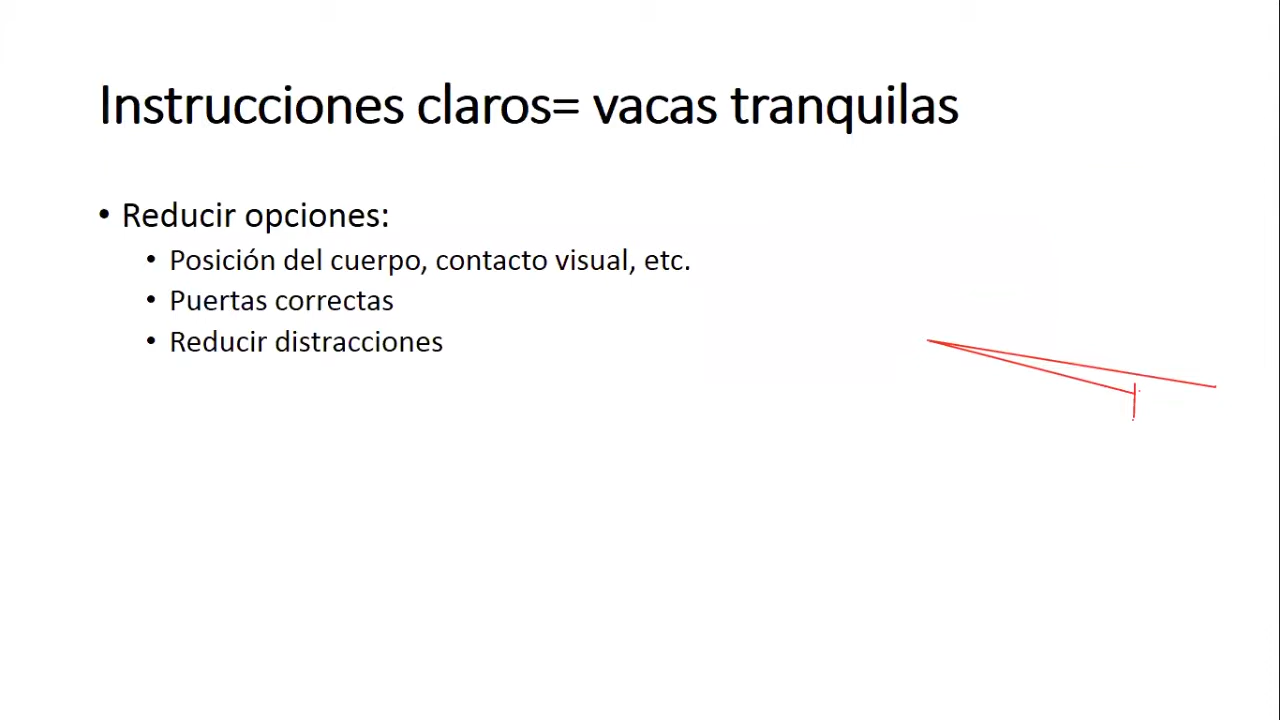 Instrucciones claros= vacas tranquilas
• Reducir opciones:
• Posición del cuerpo, contacto visual, etc.
• Puertas correctas
• Reducir distracciones